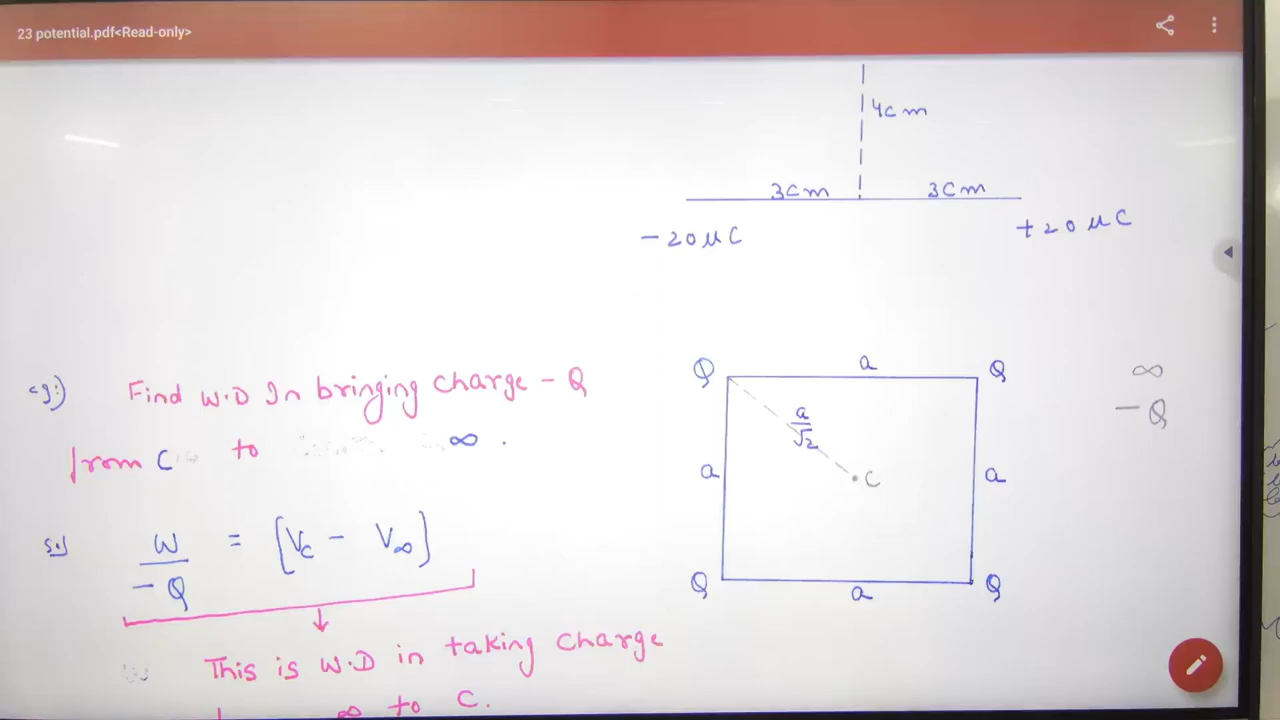 23 potential.pdf<Read-only>
4cm
3cm 3cm
-20μC +20μC
eg:) Find W.D In bringing charge -Q
from C to ∞ .
Q a Q
∞
-Q
a/√2
a C a
Q a Q
Sol W/-Q = [Vc - V∞]
This is W.D in taking charge
∞ to C.